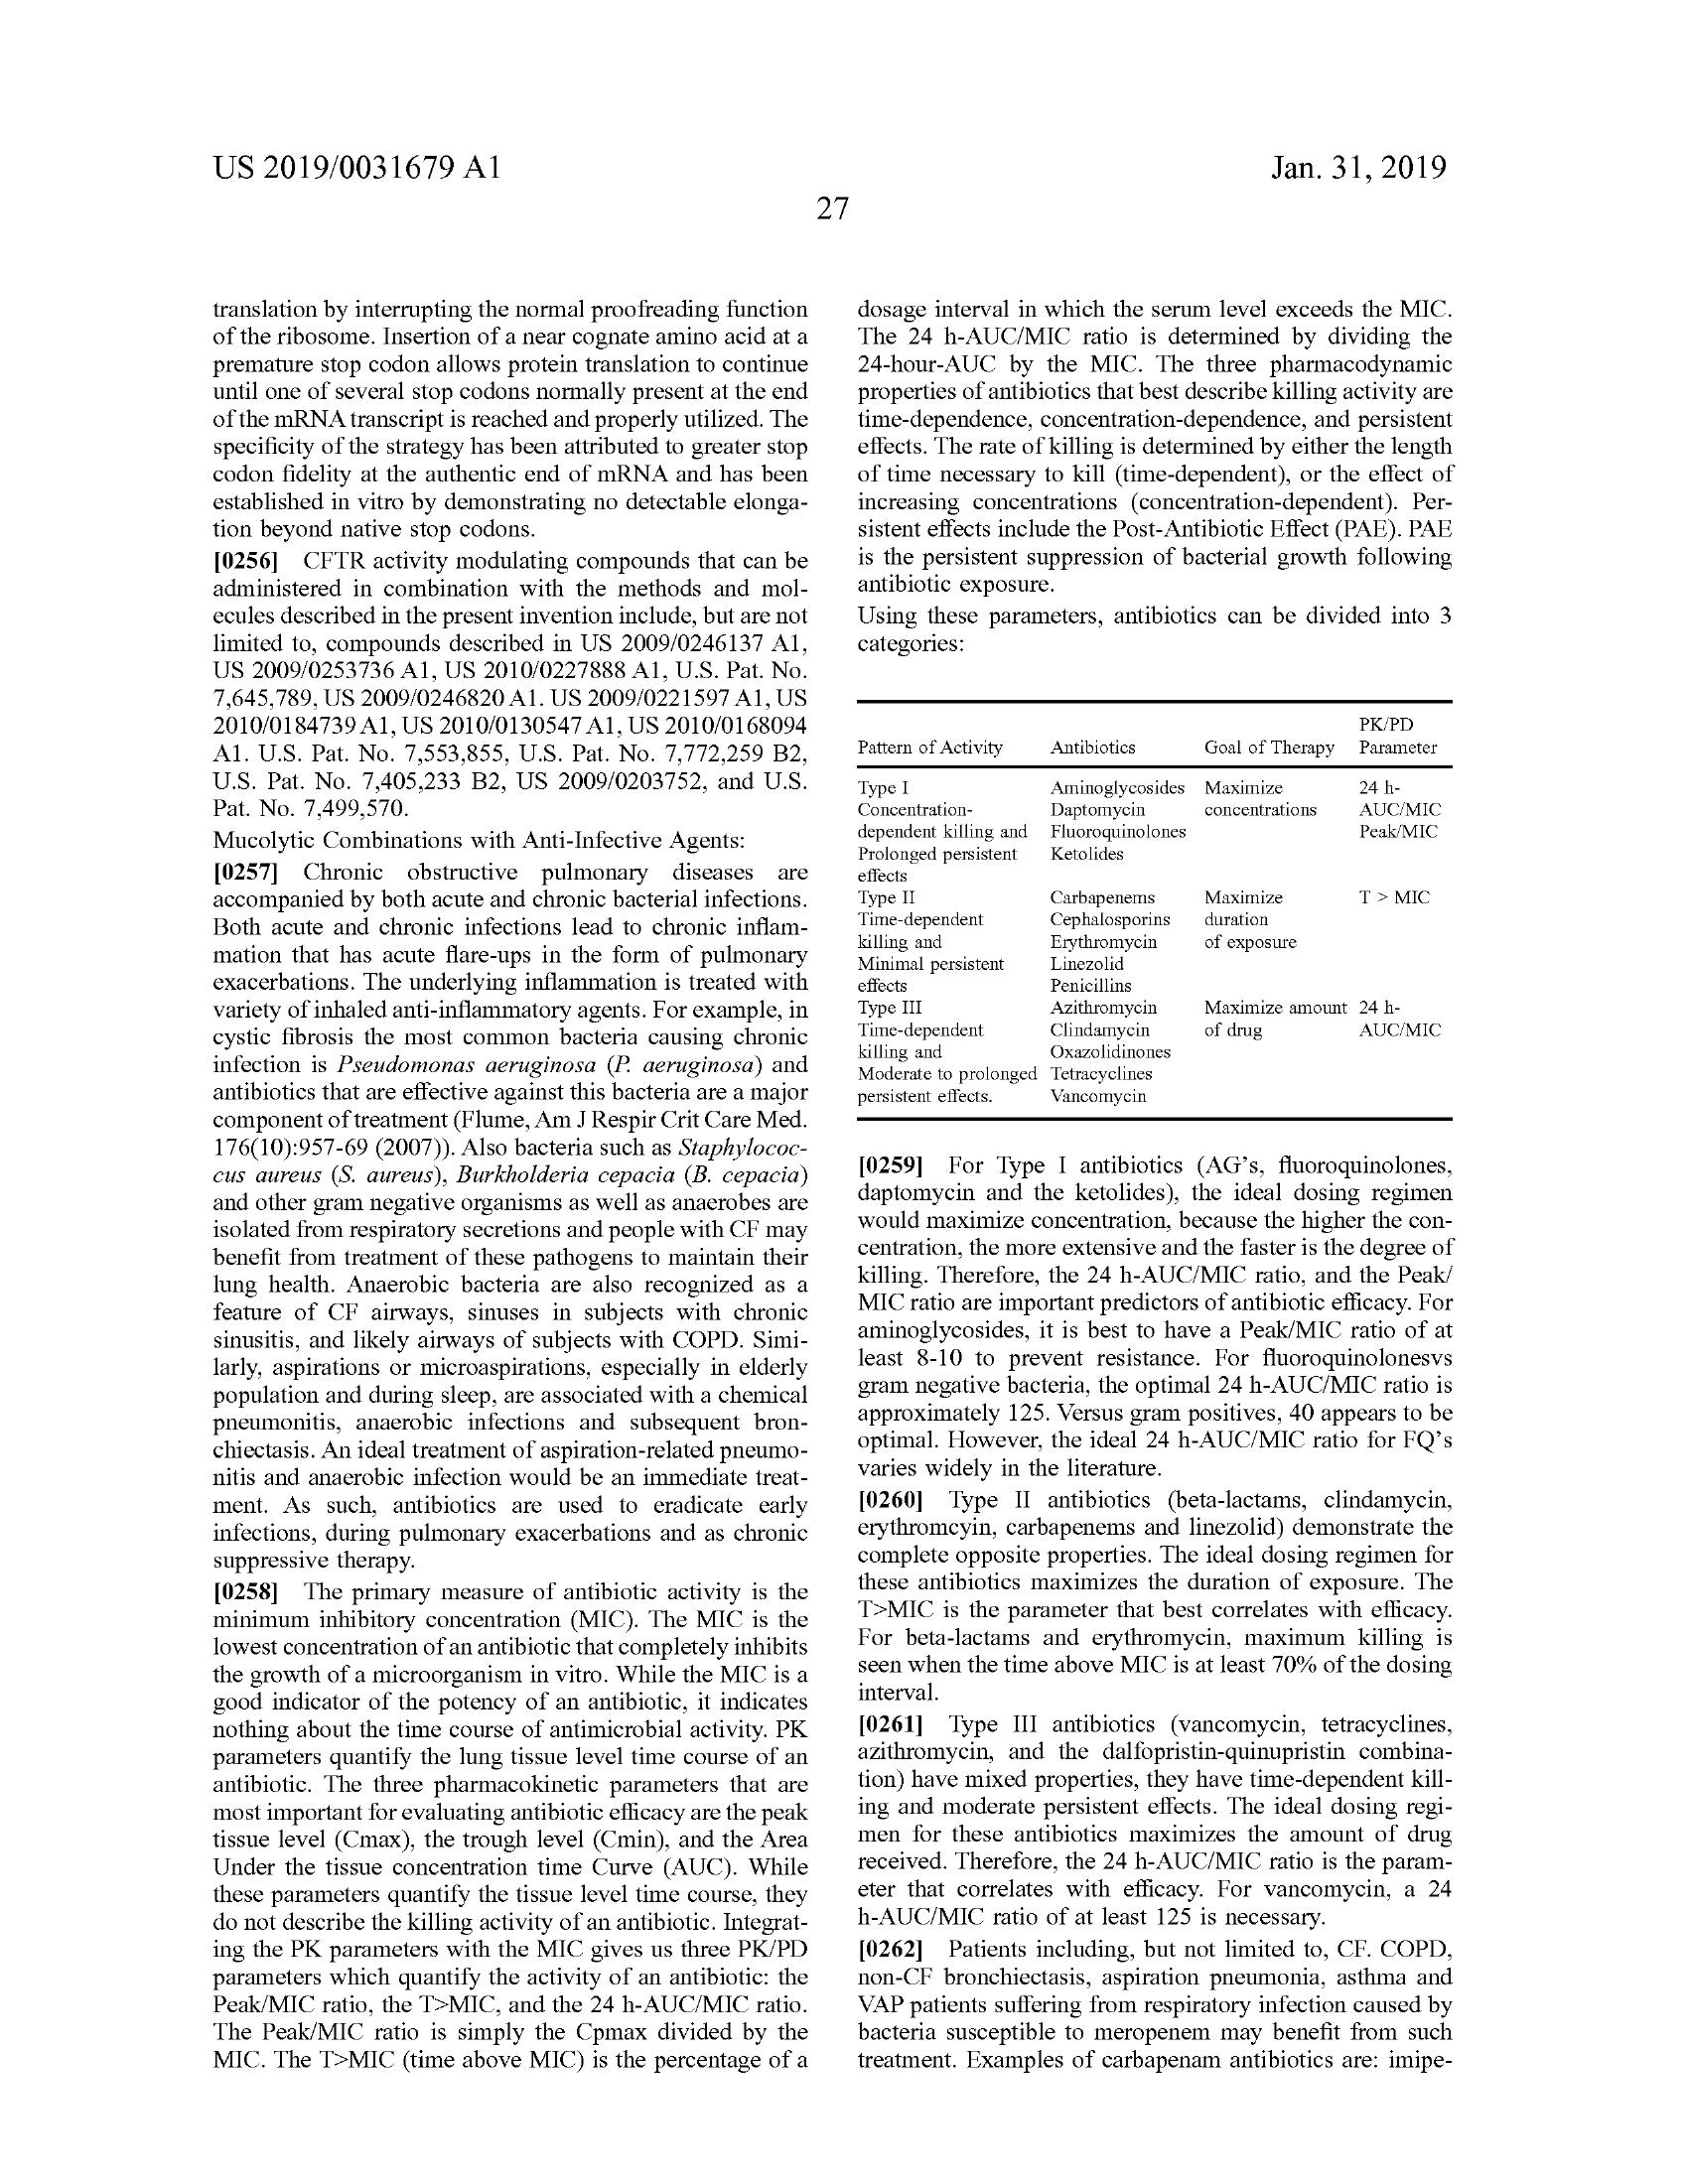 US 2019/0031679 A1
Jan. 31, 2019
27
translation by interrupting the normal proofreading function
of the ribosome. Insertion of a near cognate amino acid at a
premature stop codon allows protein translation to continue
until one of several stop codons normally present at the end
of the mRNA transcript is reached and properly utilized. The
specificity of the strategy has been attributed to greater stop
codon fidelity at the authentic end of mRNA and has been
established in vitro by demonstrating no detectable elonga-
tion beyond native stop codons.
[0256] CFTR activity modulating compounds that can be
administered in combination with the methods and mol-
ecules described in the present invention include, but are not
limited to, compounds described in US 2009/0246137 A1,
US 2009/0253736 A1, US 2010/0227888 A1, U.S. Pat. No.
7,645,789, US 2009/0246820 A1. US 2009/0221597 A1, US
2010/0184739 A1, US 2010/0130547 A1, US 2010/0168094
A1. U.S. Pat. No. 7,553,855, U.S. Pat. No. 7,772,259 B2,
U.S. Pat. No. 7,405,233 B2, US 2009/0203752, and U.S.
Pat. No. 7,499,570.
Mucolytic Combinations with Anti-Infective Agents:
[0257] Chronic obstructive pulmonary diseases are
accompanied by both acute and chronic bacterial infections.
Both acute and chronic infections lead to chronic inflam-
mation that has acute flare-ups in the form of pulmonary
exacerbations. The underlying inflammation is treated with
variety of inhaled anti-inflammatory agents. For example, in
cystic fibrosis the most common bacteria causing chronic
infection is Pseudomonas aeruginosa (P. aeruginosa) and
antibiotics that are effective against this bacteria are a major
component of treatment (Flume, Am J Respir Crit Care Med.
176(10):957-69 (2007)). Also bacteria such as Staphylococ-
cus aureus (S. aureus), Burkholderia cepacia (B. cepacia)
and other gram negative organisms as well as anaerobes are
isolated from respiratory secretions and people with CF may
benefit from treatment of these pathogens to maintain their
lung health. Anaerobic bacteria are also recognized as a
feature of CF airways, sinuses in subjects with chronic
sinusitis, and likely airways of subjects with COPD. Simi-
larly, aspirations or microaspirations, especially in elderly
population and during sleep, are associated with a chemical
pneumonitis, anaerobic infections and subsequent bron-
chiectasis. An ideal treatment of aspiration-related pneumo-
nitis and anaerobic infection would be an immediate treat-
ment. As such, antibiotics are used to eradicate early
infections, during pulmonary exacerbations and as chronic
suppressive therapy.
[0258] The primary measure of antibiotic activity is the
minimum inhibitory concentration (MIC). The MIC is the
lowest concentration of an antibiotic that completely inhibits
the growth of a microorganism in vitro. While the MIC is a
good indicator of the potency of an antibiotic, it indicates
nothing about the time course of antimicrobial activity. PK
parameters quantify the lung tissue level time course of an
antibiotic. The three pharmacokinetic parameters that are
most important for evaluating antibiotic efficacy are the peak
tissue level (Cmax), the trough level (Cmin), and the Area
Under the tissue concentration time Curve (AUC). While
these parameters quantify the tissue level time course, they
do not describe the killing activity of an antibiotic. Integrat-
ing the PK parameters with the MIC gives us three PK/PD
parameters which quantify the activity of an antibiotic: the
Peak/MIC ratio, the T>MIC, and the 24 h-AUC/MIC ratio.
The Peak/MIC ratio is simply the Cpmax divided by the
MIC. The T>MIC (time above MIC) is the percentage of a
dosage interval in which the serum level exceeds the MIC.
The 24 h-AUC/MIC ratio is determined by dividing the
24-hour-AUC by the MIC. The three pharmacodynamic
properties of antibiotics that best describe killing activity are
time-dependence, concentration-dependence, and persistent
effects. The rate of killing is determined by either the length
of time necessary to kill (time-dependent), or the effect of
increasing concentrations (concentration-dependent). Per-
sistent effects include the Post-Antibiotic Effect (PAE). PAE
is the persistent suppression of bacterial growth following
antibiotic exposure.
Using these parameters, antibiotics can be divided into 3
categories:
PK/PD
Pattern of Activity Antibiotics Goal of Therapy Parameter
Type I Aminoglycosides Maximize 24 h-
Concentration- Daptomycin concentrations AUC/MIC
dependent killing and Fluoroquinolones Peak/MIC
Prolonged persistent Ketolides
effects
Type II Carbapenems Maximize T > MIC
Time-dependent Cephalosporins duration
killing and Erythromycin of exposure
Minimal persistent Linezolid
effects Penicillins
Type III Azithromycin Maximize amount 24 h-
Time-dependent Clindamycin of drug AUC/MIC
killing and Oxazolidinones
Moderate to prolonged Tetracyclines
persistent effects. Vancomycin
[0259] For Type I antibiotics (AG's, fluoroquinolones,
daptomycin and the ketolides), the ideal dosing regimen
would maximize concentration, because the higher the con-
centration, the more extensive and the faster is the degree of
killing. Therefore, the 24 h-AUC/MIC ratio, and the Peak/
MIC ratio are important predictors of antibiotic efficacy. For
aminoglycosides, it is best to have a Peak/MIC ratio of at
least 8-10 to prevent resistance. For fluoroquinolonesvs
gram negative bacteria, the optimal 24 h-AUC/MIC ratio is
approximately 125. Versus gram positives, 40 appears to be
optimal. However, the ideal 24 h-AUC/MIC ratio for FQ's
varies widely in the literature.
[0260] Type II antibiotics (beta-lactams, clindamycin,
erythromcyin, carbapenems and linezolid) demonstrate the
complete opposite properties. The ideal dosing regimen for
these antibiotics maximizes the duration of exposure. The
T>MIC is the parameter that best correlates with efficacy.
For beta-lactams and erythromycin, maximum killing is
seen when the time above MIC is at least 70% of the dosing
interval.
[0261] Type III antibiotics (vancomycin, tetracyclines,
azithromycin, and the dalfopristin-quinupristin combina-
tion) have mixed properties, they have time-dependent kill-
ing and moderate persistent effects. The ideal dosing regi-
men for these antibiotics maximizes the amount of drug
received. Therefore, the 24 h-AUC/MIC ratio is the param-
eter that correlates with efficacy. For vancomycin, a 24
h-AUC/MIC ratio of at least 125 is necessary.
[0262] Patients including, but not limited to, CF. COPD,
non-CF bronchiectasis, aspiration pneumonia, asthma and
VAP patients suffering from respiratory infection caused by
bacteria susceptible to meropenem may benefit from such
treatment. Examples of carbapenam antibiotics are: imipe-